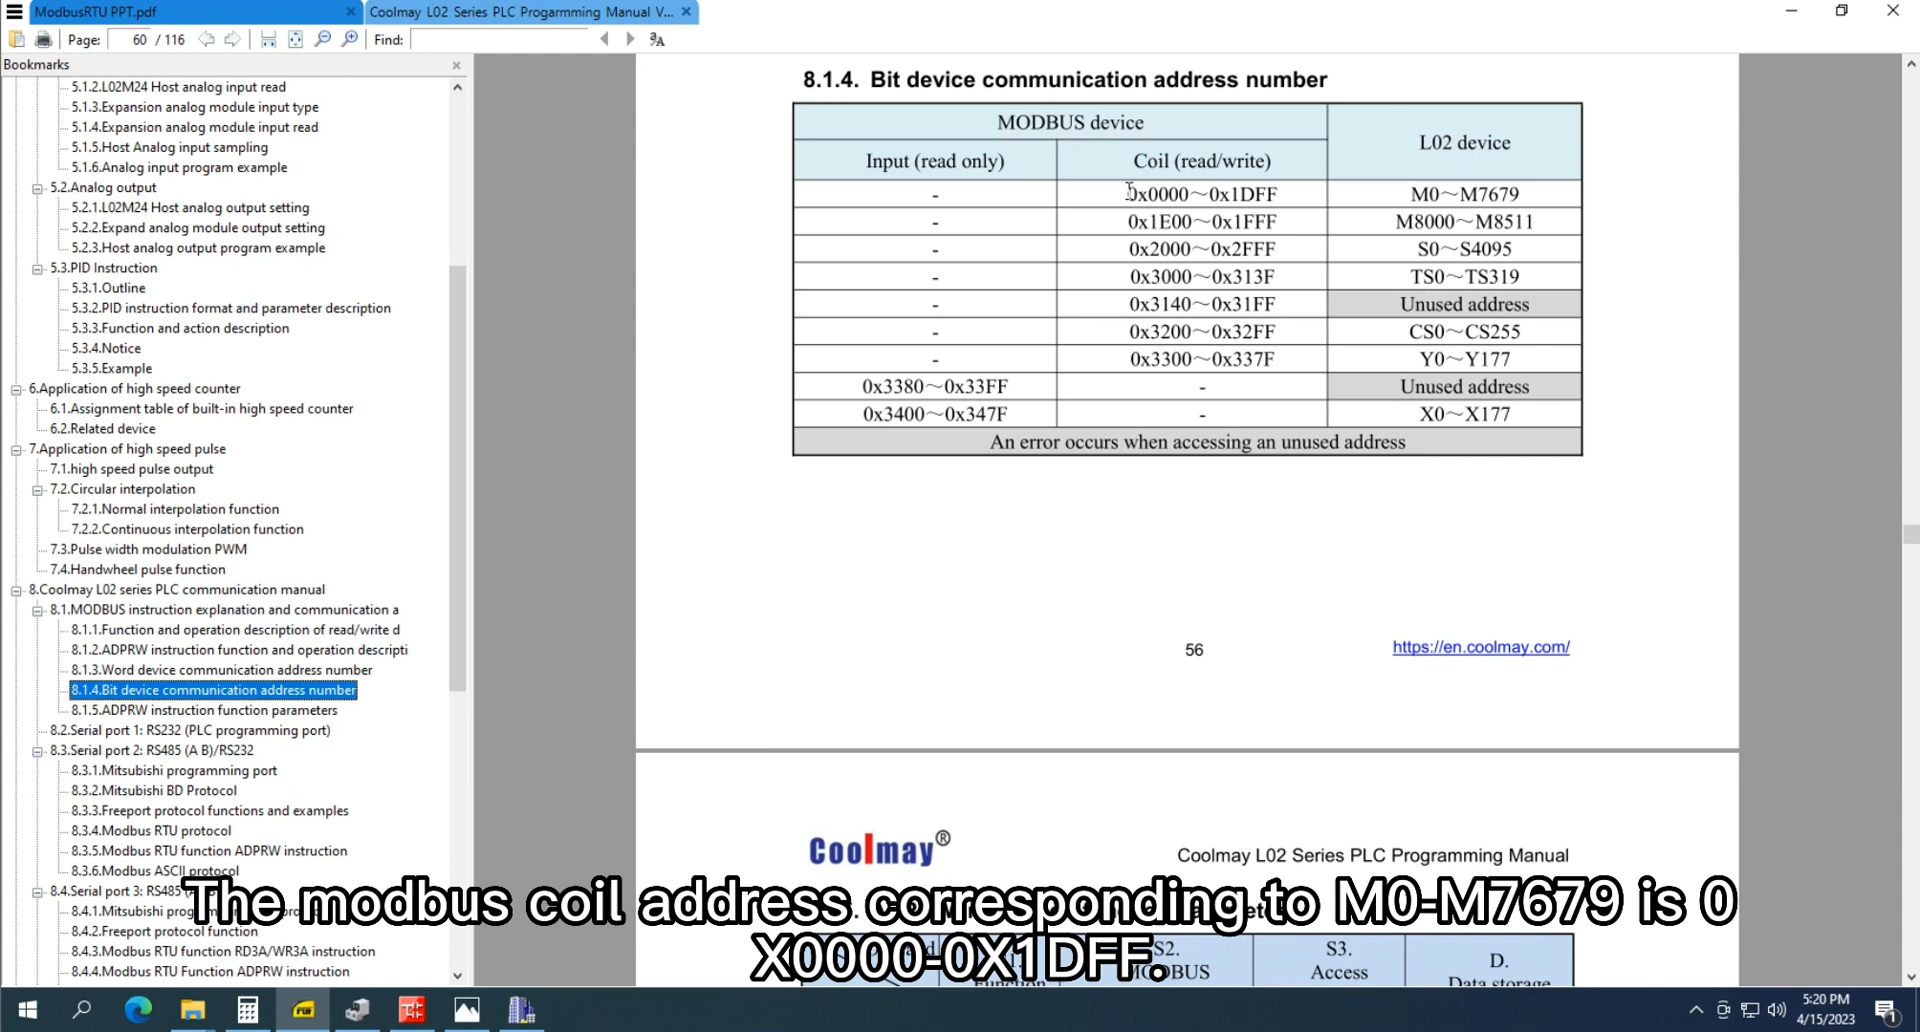 ModbusRTU PPT.pdf
Coolmay L02 Series PLC Progarmming Manual V...
Page: 60 / 116
Find:
Bookmarks
5.1.2.L02M24 Host analog input read
5.1.3.Expansion analog module input type
5.1.4.Expansion analog module input read
5.1.5.Host Analog input sampling
5.1.6.Analog input program example
5.2.Analog output
5.2.1.L02M24 Host analog output setting
5.2.2.Expand analog module output setting
5.2.3.Host analog output program example
5.3.PID Instruction
5.3.1.Outline
5.3.2.PID instruction format and parameter description
5.3.3.Function and action description
5.3.4.Notice
5.3.5.Example
6.Application of high speed counter
6.1.Assignment table of built-in high speed counter
6.2.Related device
7.Application of high speed pulse
7.1.high speed pulse output
7.2.Circular interpolation
7.2.1.Normal interpolation function
7.2.2.Continuous interpolation function
7.3.Pulse width modulation PWM
7.4.Handwheel pulse function
8.Coolmay L02 series PLC communication manual
8.1.MODBUS instruction explanation and communication a
8.1.1.Function and operation description of read/write d
8.1.2.ADPRW instruction function and operation descripti
8.1.3.Word device communication address number
8.1.4.Bit device communication address number
8.1.5.ADPRW instruction function parameters
8.2.Serial port 1: RS232 (PLC programming port)
8.3.Serial port 2: RS485 (A B)/RS232
8.3.1.Mitsubishi programming port
8.3.2.Mitsubishi BD Protocol
8.3.3.Freeport protocol functions and examples
8.3.4.Modbus RTU protocol
8.3.5.Modbus RTU function ADPRW instruction
8.3.6.Modbus ASCII protocol
8.4.Serial port 3: RS485
8.4.1.Mitsubishi
8.4.2.Freeport protocol function
8.4.3.Modbus RTU function RD3A/WR3A instruction
8.4.4.Modbus RTU Function ADPRW instruction
8.1.4. Bit device communication address number
MODBUS device L02 device
Input (read only) Coil (read/write)
- 0x0000～0x1DFF M0～M7679
- 0x1E00～0x1FFF M8000～M8511
- 0x2000～0x2FFF S0～S4095
- 0x3000～0x313F TS0～TS319
- 0x3140～0x31FF Unused address
- 0x3200～0x32FF CS0～CS255
- 0x3300～0x337F Y0～Y177
0x3380～0x33FF - Unused address
0x3400～0x347F - X0～X177
An error occurs when accessing an unused address
56 https://en.coolmay.com/
Coolmay®
Coolmay L02 Series PLC Programming Manual
The modbus coil address corresponding to M0-M7679 is 0
X0000-0X1DFF.
S2. S3. D.
MODBUS Access Data storage
Function
5:20 PM
4/15/2023
1